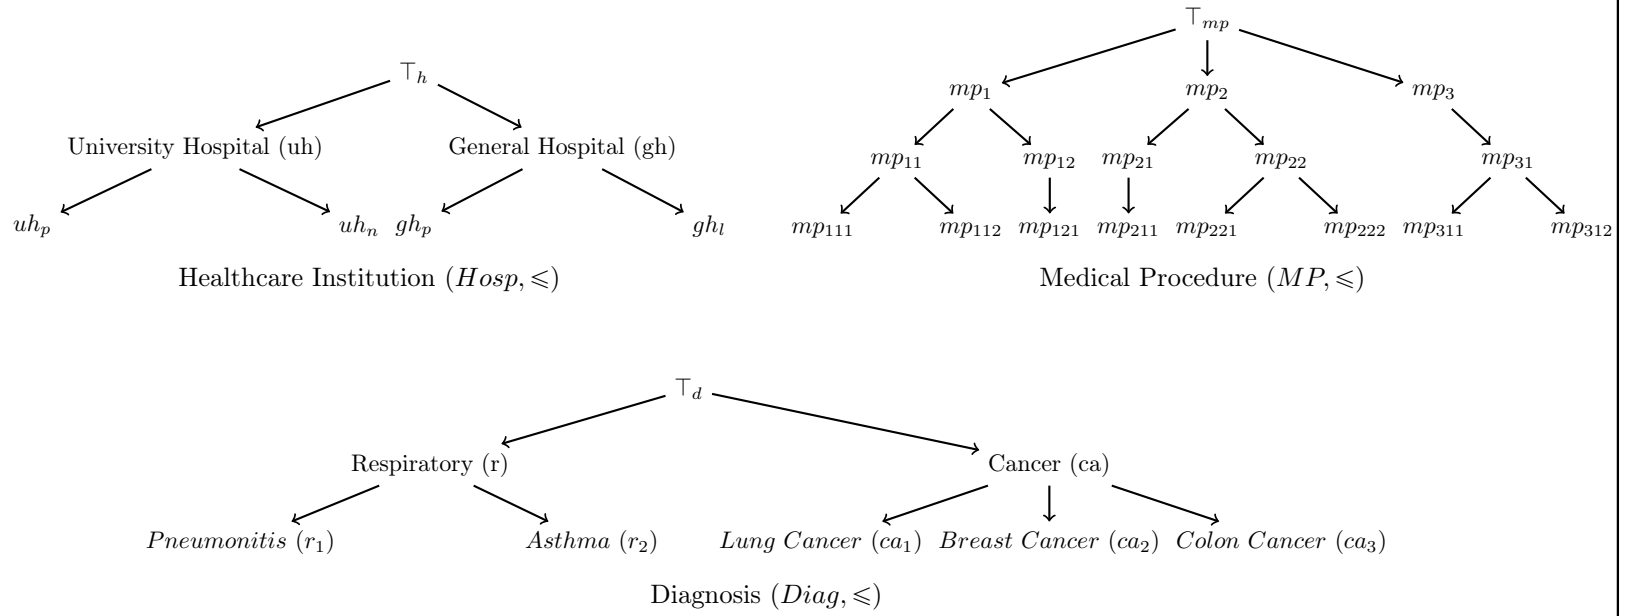 ⊤mp
⊤h
mp1 mp2 mp3
University Hospital (uh) General Hospital (gh)
mp11 mp12 mp21 mp22 mp31
uhp uhn ghp ghl
mp111 mp112 mp121 mp211 mp221 mp222 mp311 mp312
Healthcare Institution (Hosp, ⩽)
Medical Procedure (MP, ⩽)
⊤d
Respiratory (r) Cancer (ca)
Pneumonitis (r1) Asthma (r2) Lung Cancer (ca1) Breast Cancer (ca2) Colon Cancer (ca3)
Diagnosis (Diag, ⩽)